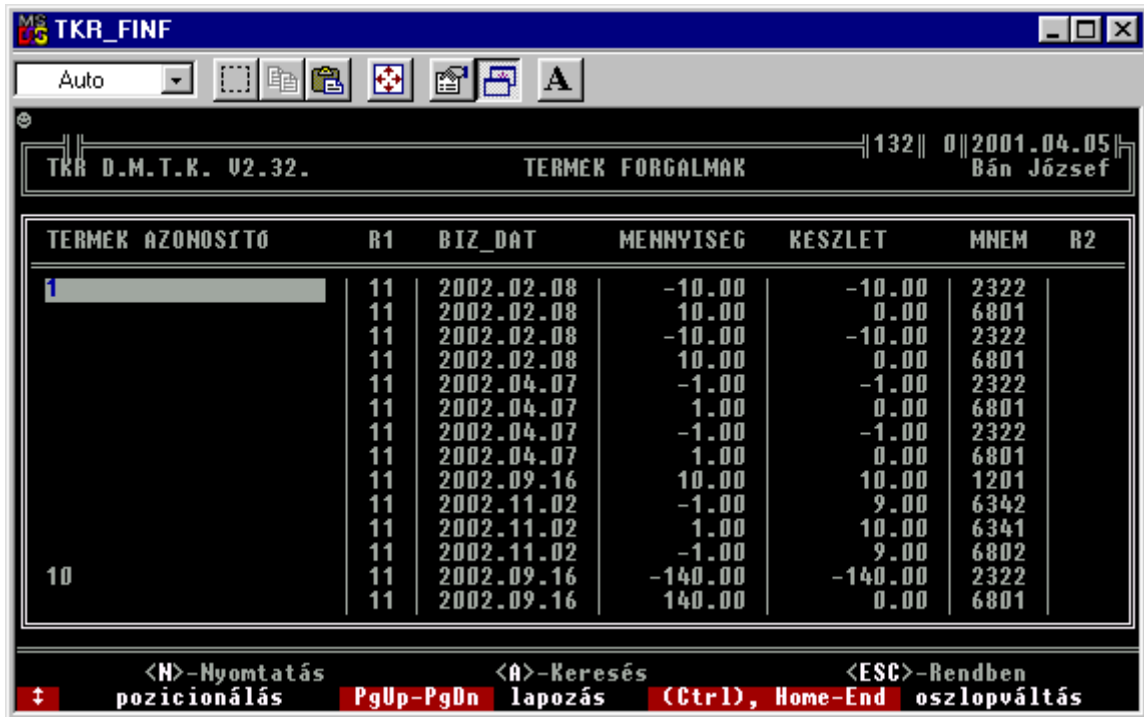 TKR_FINF
Auto
A
132 0 2001.04.05
TKR D.M.T.K. V2.32. TERMÉK FORGALMAK Bán József
TERMÉK AZONOSÍTÓ R1 BIZ_DAT MENNYISÉG KÉSZLET MNEM R2
1 11 2002.02.08 -10.00 -10.00 2322
11 2002.02.08 10.00 0.00 6801
11 2002.02.08 -10.00 -10.00 2322
11 2002.02.08 10.00 0.00 6801
11 2002.04.07 -1.00 -1.00 2322
11 2002.04.07 1.00 0.00 6801
11 2002.04.07 -1.00 -1.00 2322
11 2002.04.07 1.00 0.00 6801
11 2002.09.16 10.00 10.00 1201
11 2002.11.02 -1.00 9.00 6342
11 2002.11.02 1.00 10.00 6341
11 2002.11.02 -1.00 9.00 6802
10 11 2002.09.16 -140.00 -140.00 2322
11 2002.09.16 140.00 0.00 6801
<N>-Nyomtatás <A>-Keresés <ESC>-Rendben
↕ pozicionálás PgUp-PgDn lapozás (Ctrl), Home-End oszlopváltás